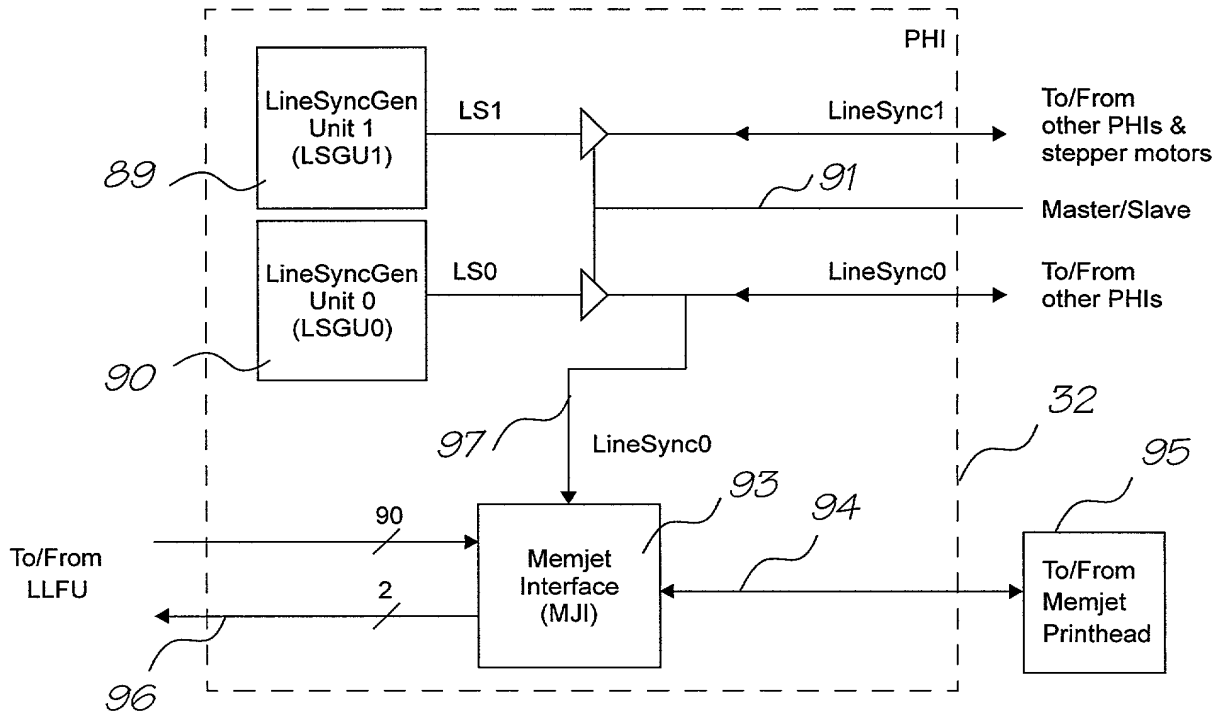 PHI
LineSyncGen
Unit 1
(LSGU1)
LS1
LineSync1
To/From
other PHIs &
stepper motors
89
91
Master/Slave
LineSyncGen
Unit 0
(LSGU0)
LS0
LineSync0
To/From
other PHIs
90
97
LineSync0
32
95
93
94
To/From
LLFU
90
2
96
Memjet
Interface
(MJI)
To/From
Memjet
Printhead